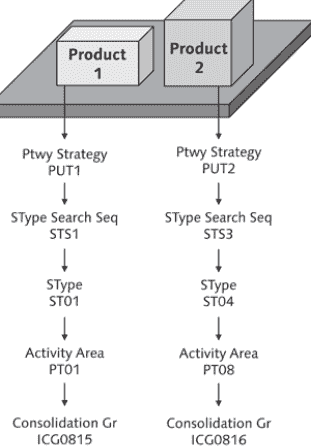 Product
1
Product
2
Ptwy Strategy
PUT1
Ptwy Strategy
PUT2
SType Search Seq
STS1
SType Search Seq
STS3
SType
ST01
SType
ST04
Activity Area
PT01
Activity Area
PT08
Consolidation Gr
ICG0815
Consolidation Gr
ICG0816